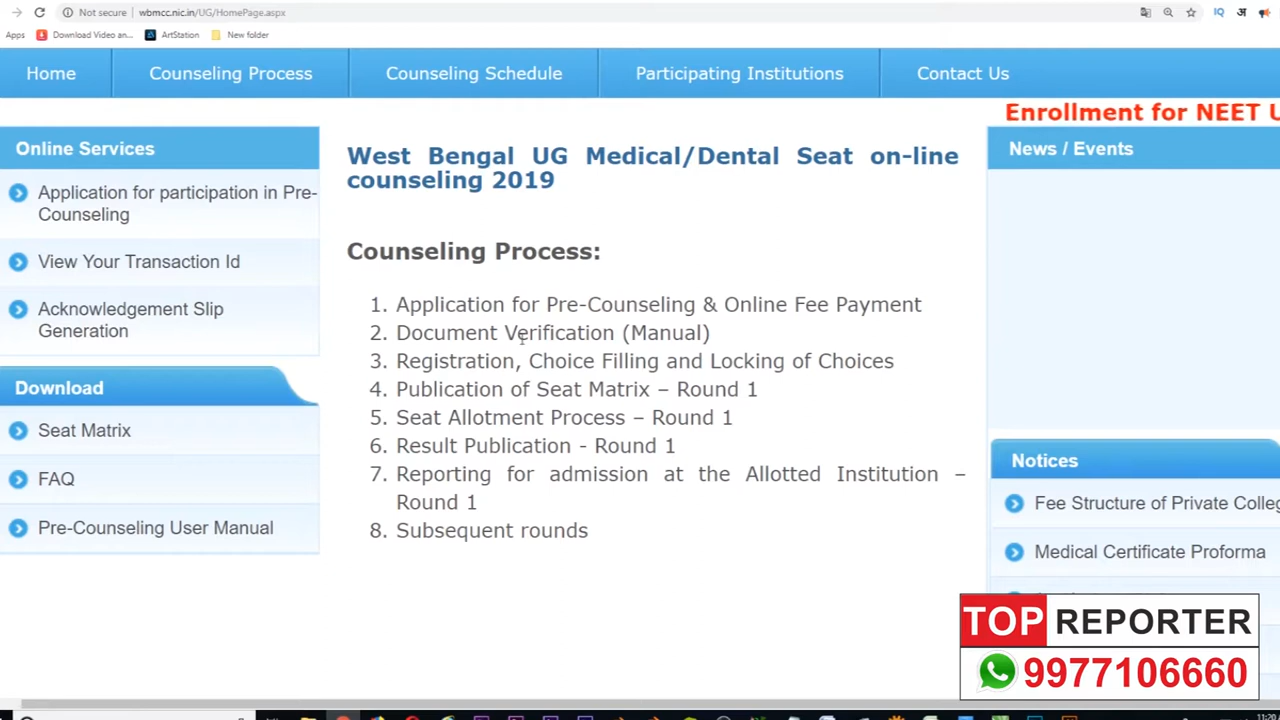 Not secure | wbmcc.nic.in/UG/HomePage.aspx
Apps Download Video an... ArtStation New folder
Home Counseling Process Counseling Schedule Participating Institutions Contact Us
Enrollment for NEET U
Online Services
Application for participation in Pre-
Counseling
View Your Transaction Id
Acknowledgement Slip
Generation
Download
Seat Matrix
FAQ
Pre-Counseling User Manual
West Bengal UG Medical/Dental Seat on-line
counseling 2019
Counseling Process:
1. Application for Pre-Counseling & Online Fee Payment
2. Document Verification (Manual)
3. Registration, Choice Filling and Locking of Choices
4. Publication of Seat Matrix – Round 1
5. Seat Allotment Process – Round 1
6. Result Publication - Round 1
7. Reporting for admission at the Allotted Institution –
Round 1
8. Subsequent rounds
News / Events
Notices
Fee Structure of Private Colleg
Medical Certificate Proforma
TOP REPORTER
9977106660